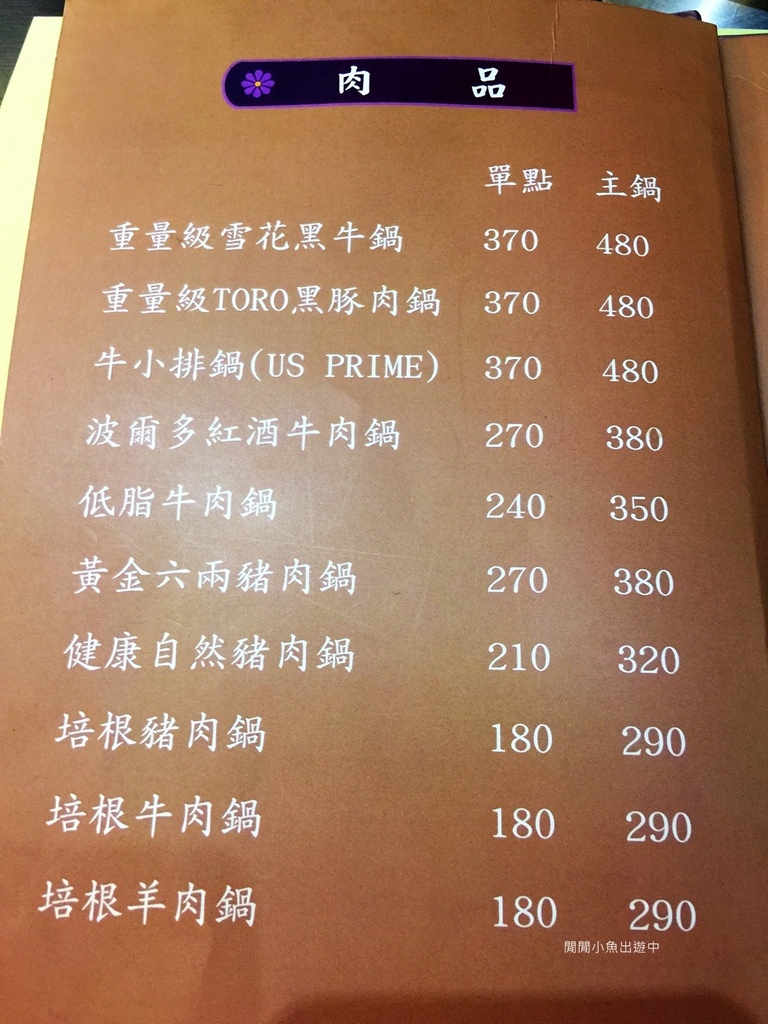 肉 品
單點 主鍋
重量級雪花黑牛鍋 370 480
重量級TORO黑豚肉鍋 370 480
牛小排鍋(US PRIME) 370 480
波爾多紅酒牛肉鍋 270 380
低脂牛肉鍋 240 350
黃金六兩豬肉鍋 270 380
健康自然豬肉鍋 210 320
培根豬肉鍋 180 290
培根牛肉鍋 180 290
培根羊肉鍋 180 290
閒閒小魚出遊中